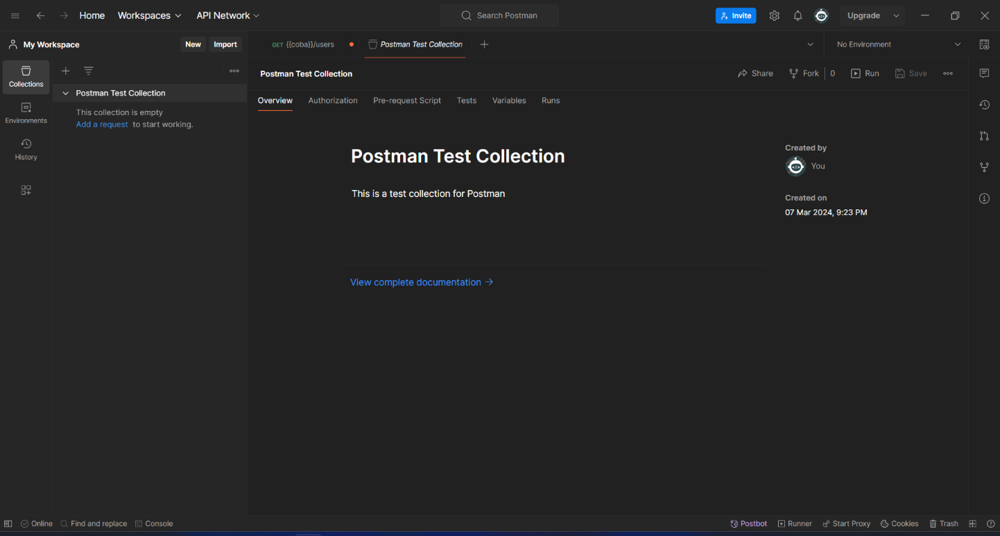 Home Workspaces API Network Search Postman Invite Upgrade
My Workspace New Import GET {{coba}}/users Postman Test Collection No Environment
Collections
Environments
History
Postman Test Collection
This collection is empty
Add a request to start working.
Postman Test Collection Share Fork 0 Run Save
Overview Authorization Pre-request Script Tests Variables Runs
Postman Test Collection
This is a test collection for Postman
View complete documentation →
Created by
You
Created on
07 Mar 2024, 9:23 PM
Online Find and replace Console Postbot Runner Start Proxy Cookies Trash